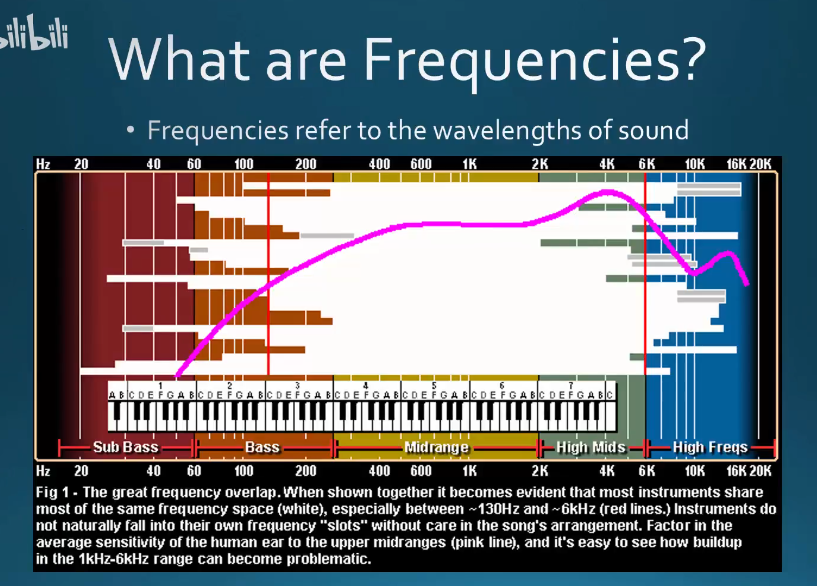 bilibili
What are Frequencies?
• Frequencies refer to the wavelengths of sound
Hz 20 40 60 100 200 400 600 1K 2K 4K 6K 10K 16K 20K
1 2 3 4 5 6 7
A B C D E F G A B C D E F G A B C D E F G A B C D E F G A B C D E F G A B C D E F G A B C D E F G A B C
Sub Bass Bass Midrange High Mids High Freqs
Hz 20 40 60 100 200 400 600 1K 2K 4K 6K 10K 16K 20K
Fig 1 - The great frequency overlap. When shown together it becomes evident that most instruments share
most of the same frequency space (white), especially between ~130Hz and ~6kHz (red lines.) Instruments do
not naturally fall into their own frequency "slots" without care in the song's arrangement. Factor in the
average sensitivity of the human ear to the upper midranges (pink line), and it's easy to see how buildup
in the 1kHz-6kHz range can become problematic.